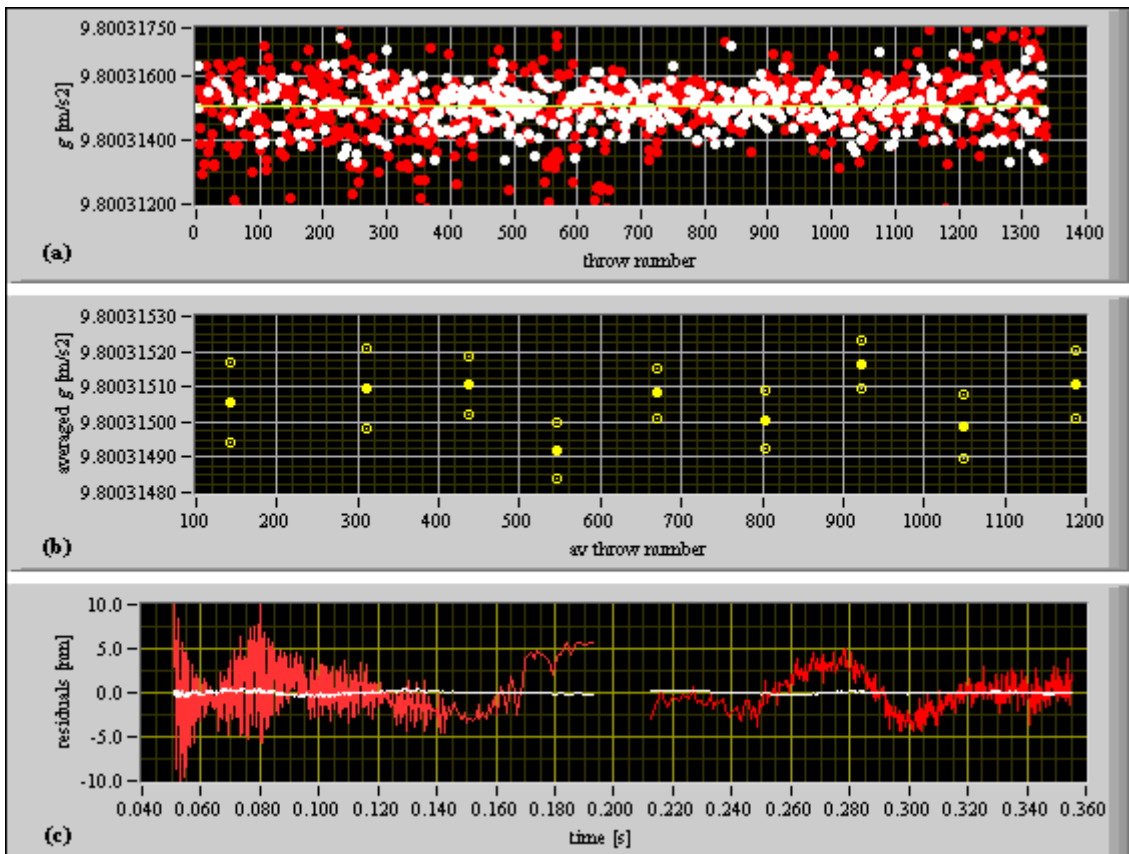 9.80031750
9.80031600
9.80031400
9.80031200
g [m/s2]
0 100 200 300 400 500 600 700 800 900 1000 1100 1200 1300 1400
throw number
(a)
9.80031530
9.80031520
9.80031510
9.80031500
9.80031490
9.80031480
averaged g [m/s2]
100 200 300 400 500 600 700 800 900 1000 1100 1200
av throw number
(b)
10.0
5.0
0.0
-5.0
-10.0
residuals [nm]
0.040 0.060 0.080 0.100 0.120 0.140 0.160 0.180 0.200 0.220 0.240 0.260 0.280 0.300 0.320 0.340 0.360
time [s]
(c)